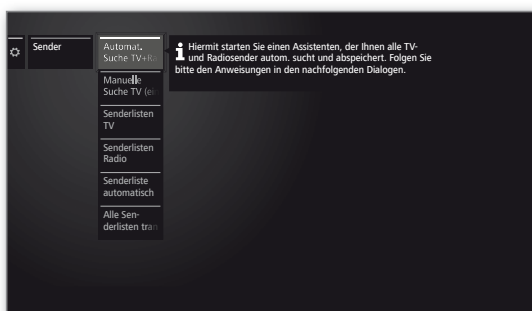 Sender
Automat.
Suche TV+Ra
Hiermit starten Sie einen Assistenten, der Ihnen alle TV-
und Radiosender autom. sucht und abspeichert. Folgen Sie
bitte den Anweisungen in den nachfolgenden Dialogen.
Manuelle
Suche TV (ei
Senderlisten
TV
Senderlisten
Radio
Senderliste
automatisch
Alle Sen-
derlisten tran